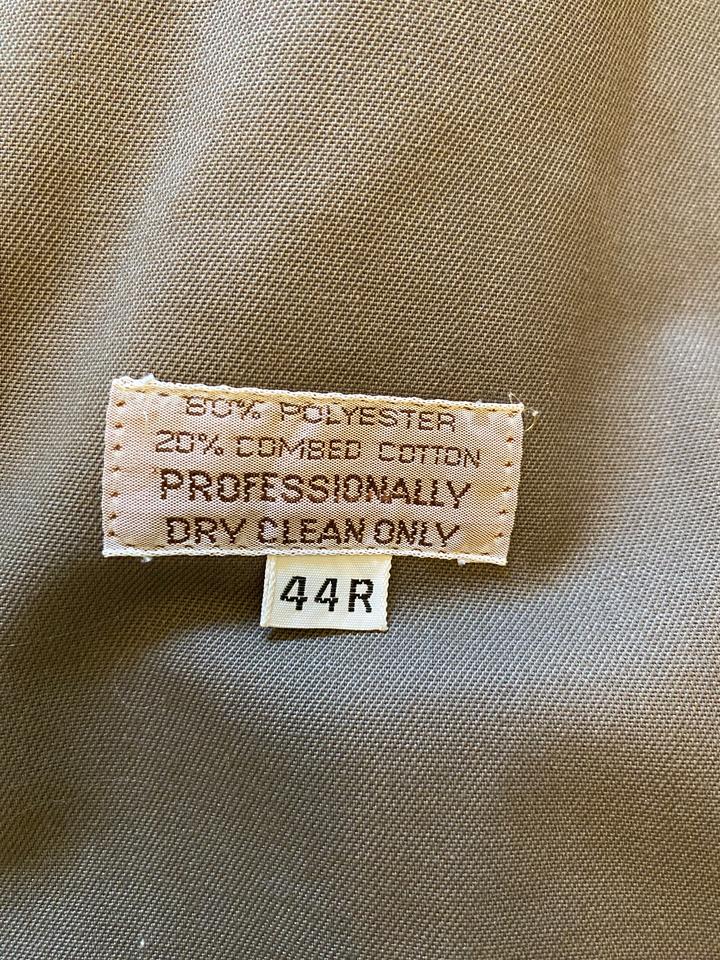 80% POLYESTER
20% COMBED COTTON
PROFESSIONALLY
DRY CLEAN ONLY
44R